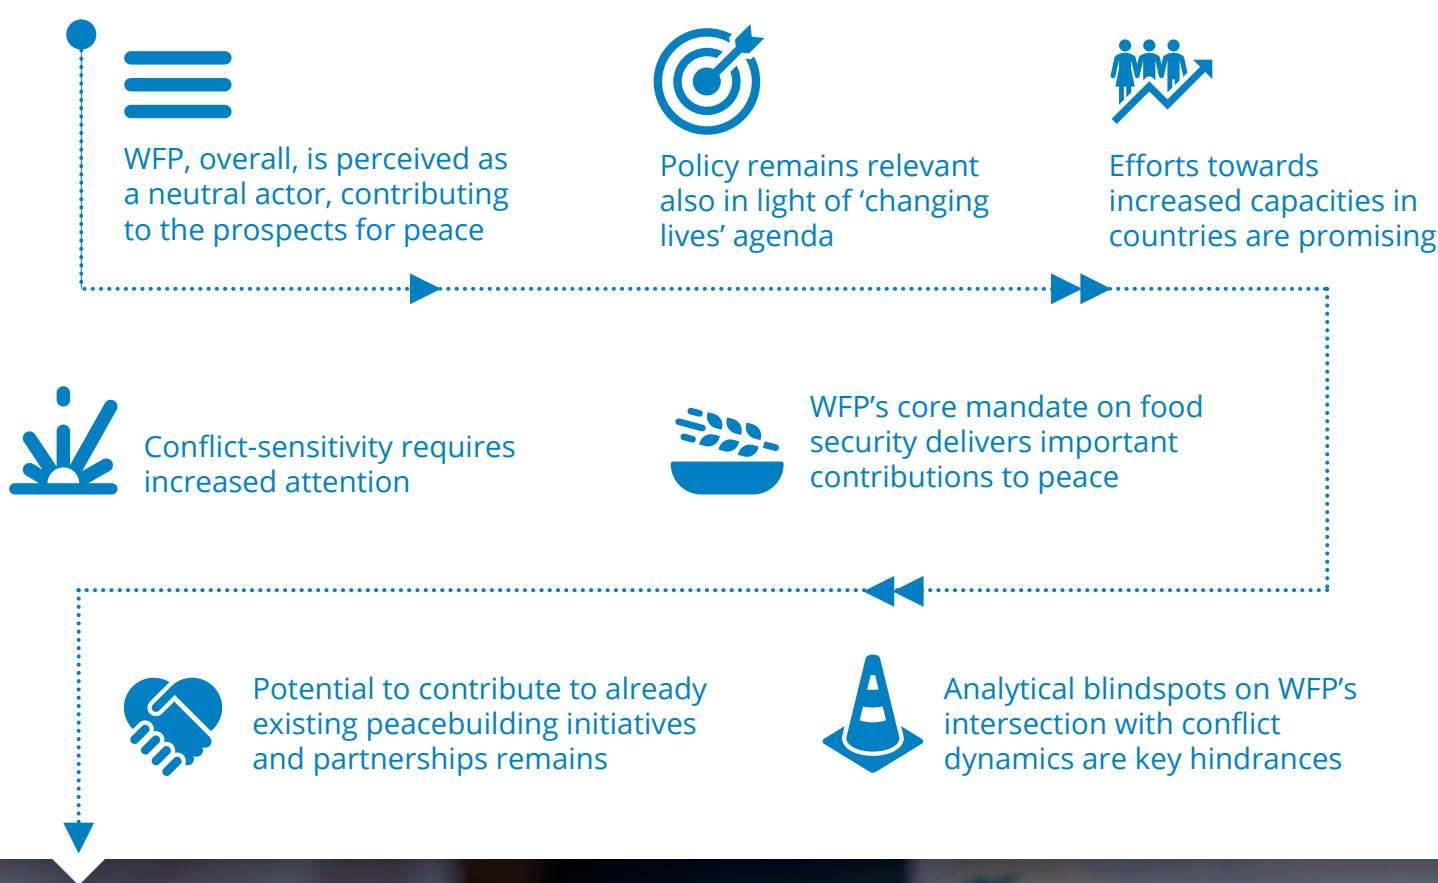 WFP, overall, is perceived as
a neutral actor, contributing
to the prospects for peace
Policy remains relevant
also in light of ‘changing
lives’ agenda
Efforts towards
increased capacities in
countries are promising
Conflict-sensitivity requires
increased attention
WFP’s core mandate on food
security delivers important
contributions to peace
Potential to contribute to already
existing peacebuilding initiatives
and partnerships remains
Analytical blindspots on WFP’s
intersection with conflict
dynamics are key hindrances